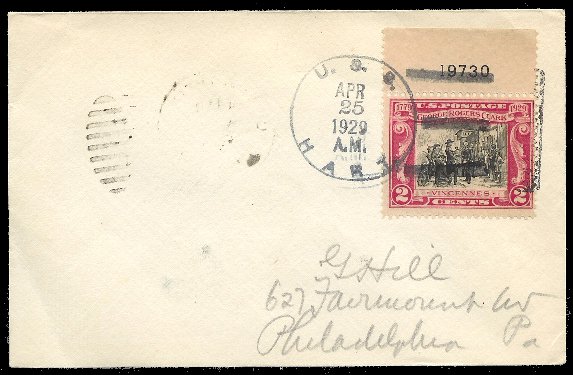 19730
U. S. S.
APR
25
1929
A.M.
HART
1779 U.S. POSTAGE 1929
GEORGE ROGERS CLARK
VINCENNES
2 CENTS 2
G Hill
627 Fairmount Av
Philadelphia Pa